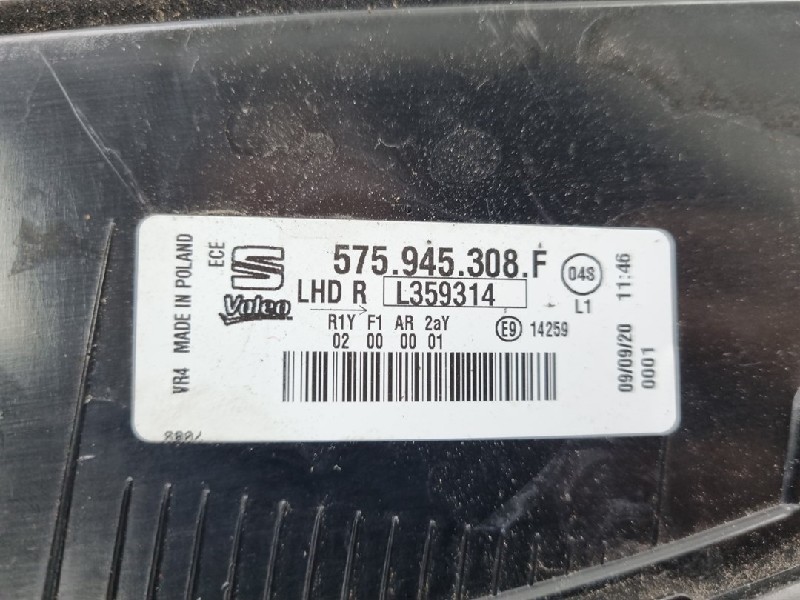 575.945.308.F
LHD R L359314
R1Y F1 AR 2aY
02 00 00 01
E9 14259
04S
L1
ECE
Valeo
VR4 MADE IN POLAND
09/09/20 11:46
0001